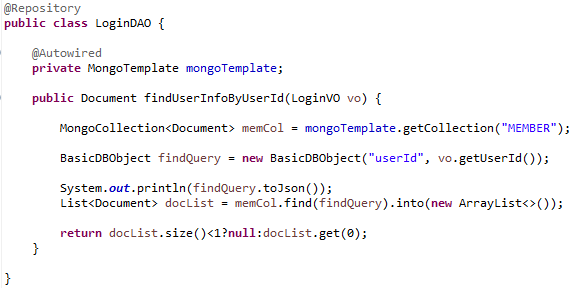 @Repository
public class LoginDAO {
@Autowired
private MongoTemplate mongoTemplate;
public Document findUserInfoByUserId(LoginVO vo) {
MongoCollection<Document> memCol = mongoTemplate.getCollection("MEMBER");
BasicDBObject findQuery = new BasicDBObject("userId", vo.getUserId());
System.out.println(findQuery.toJson());
List<Document> docList = memCol.find(findQuery).into(new ArrayList<>());
return docList.size()<1?null:docList.get(0);
}
}